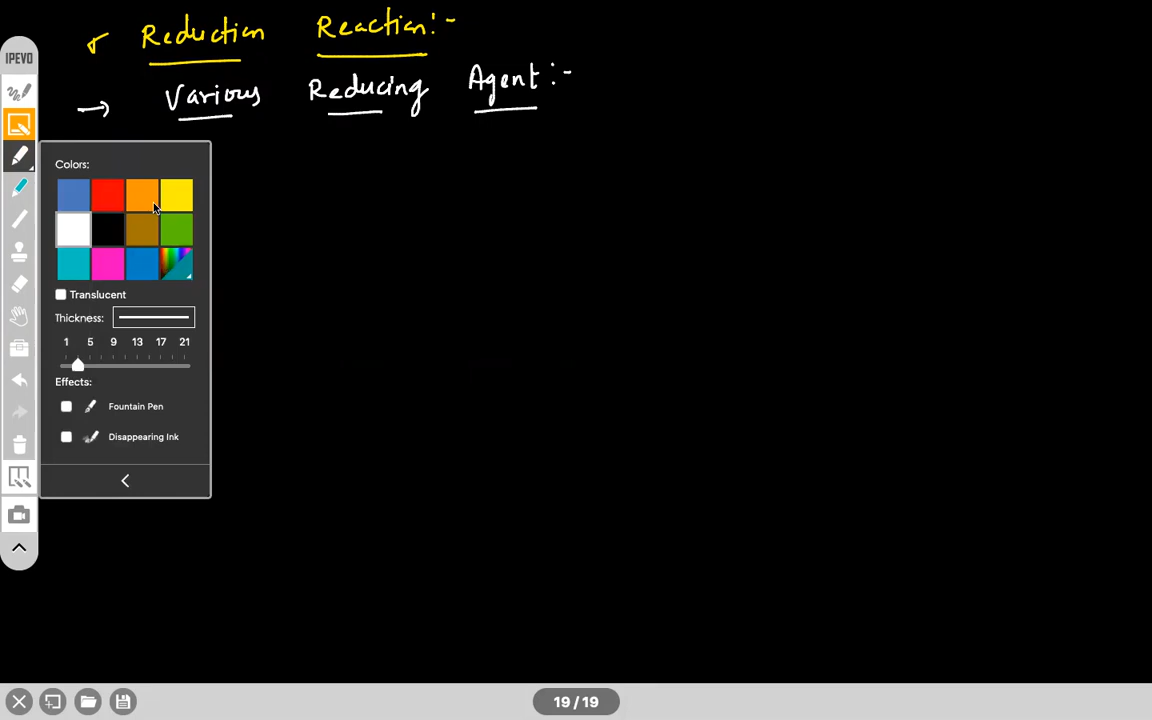 Reduction Reaction:-
→ Various Reducing Agent:-
IPEVO
Colors:
Translucent
Thickness:
1 5 9 13 17 21
Effects:
Fountain Pen
Disappearing Ink
19 / 19